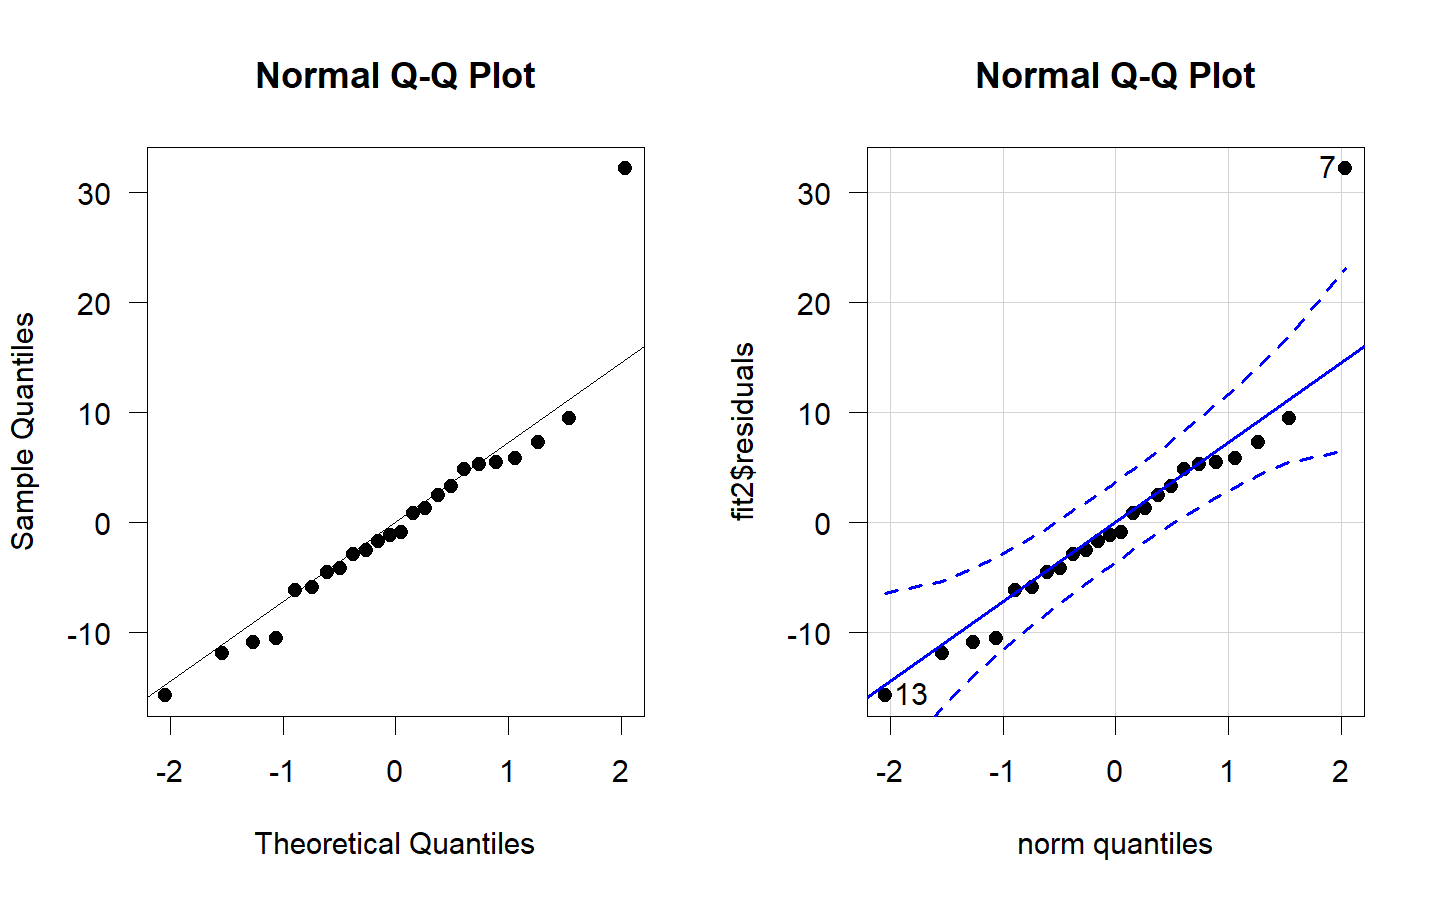 Normal Q-Q Plot
Sample Quantiles
30
20
10
0
-10
-2 -1 0 1 2
Theoretical Quantiles
Normal Q-Q Plot
fit2$residuals
30
20
10
0
-10
7
13
-2 -1 0 1 2
norm quantiles